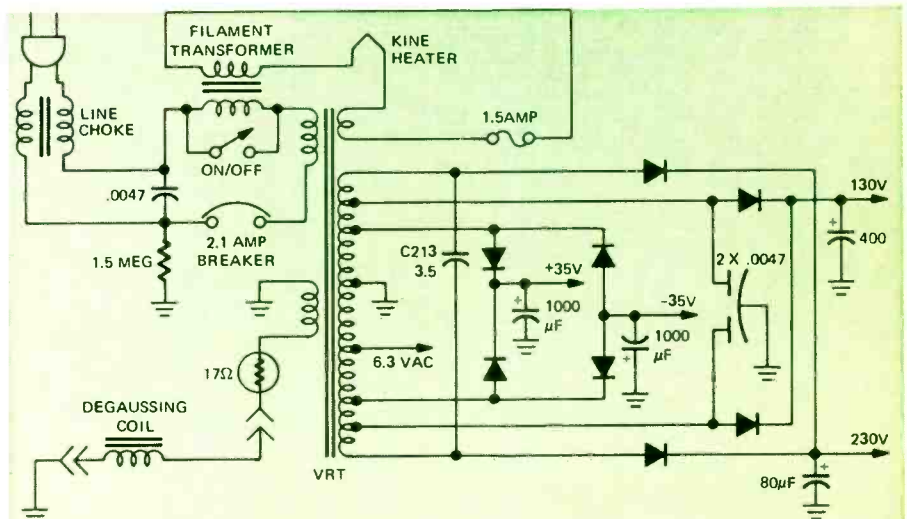 FILAMENT
TRANSFORMER
KINE
HEATER
LINE
CHOKE
1.5AMP
ON/OFF
.0047
2.1 AMP
BREAKER
1.5 MEG
130V
400
C213
3.5
+35V
2 X .0047
+
1000
µF
-35V
1000
µF
+
6.3 VAC
17Ω
DEGAUSSING
COIL
VRT
230V
80µF
+
+